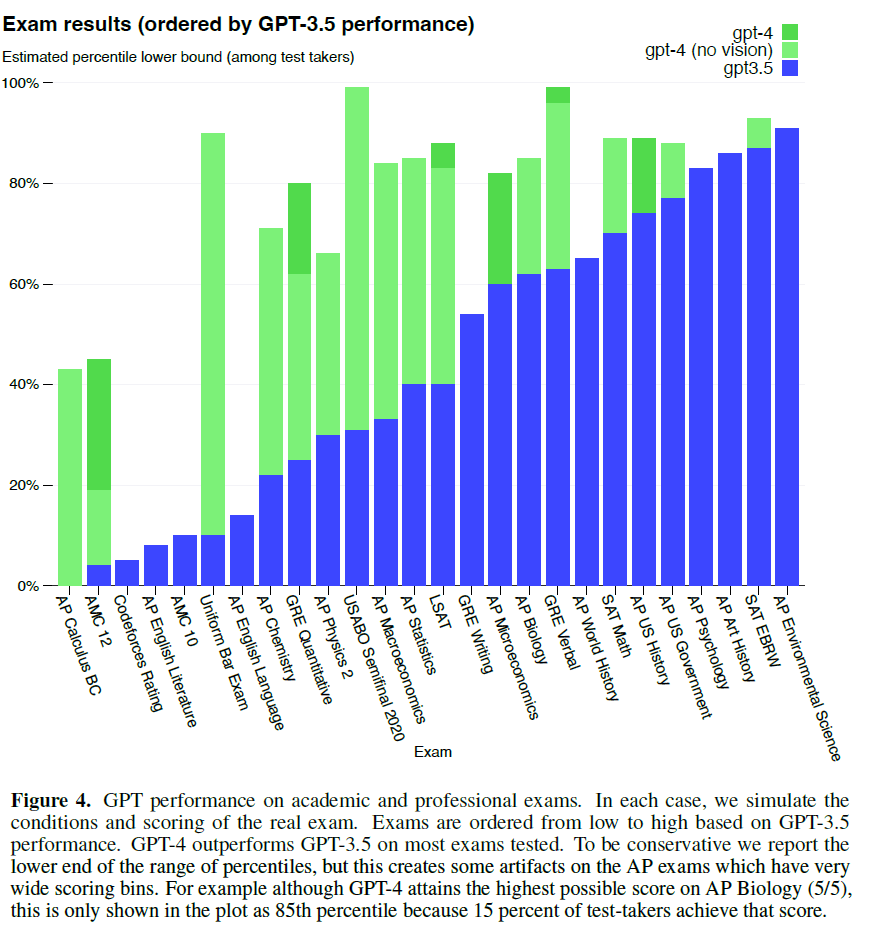 Exam results (ordered by GPT-3.5 performance)
Estimated percentile lower bound (among test takers)
gpt-4
gpt-4 (no vision)
gpt3.5
100%
80%
60%
40%
20%
0%
AP Calculus BC
AMC 12
Codeforces Rating
AP English Literature
AMC 10
Uniform Bar Exam
AP English Language
AP Chemistry
GRE Quantitative
AP Physics 2
USABO Semifinal 2020
AP Macroeconomics
AP Statistics
LSAT
GRE Writing
AP Microeconomics
AP Biology
GRE Verbal
AP World History
SAT Math
AP US History
AP US Government
AP Psychology
AP Art History
SAT EBRW
AP Environmental Science
Exam
Figure 4. GPT performance on academic and professional exams. In each case, we simulate the
conditions and scoring of the real exam. Exams are ordered from low to high based on GPT-3.5
performance. GPT-4 outperforms GPT-3.5 on most exams tested. To be conservative we report the
lower end of the range of percentiles, but this creates some artifacts on the AP exams which have very
wide scoring bins. For example although GPT-4 attains the highest possible score on AP Biology (5/5),
this is only shown in the plot as 85th percentile because 15 percent of test-takers achieve that score.